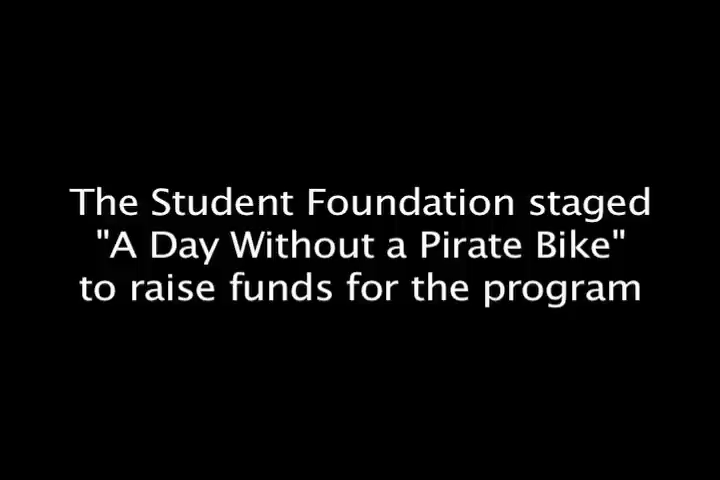 The Student Foundation staged
"A Day Without a Pirate Bike"
to raise funds for the program